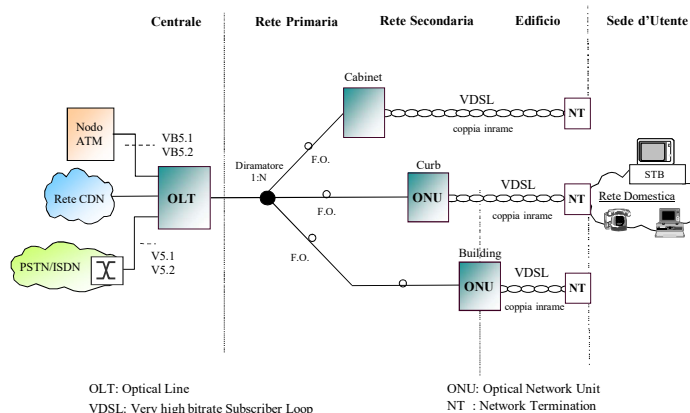 Centrale
Rete Primaria
Rete Secondaria
Edificio
Sede d'Utente
Cabinet
VDSL
NT
coppia inrame
Nodo
ATM
VB5.1
VB5.2
F.O.
Diramatore
1:N
STB
Rete CDN
OLT
Curb
ONU
VDSL
NT
Rete Domestica
F.O.
coppia inrame
V5.1
V5.2
PSTN/ISDN
F.O.
Building
ONU
VDSL
NT
coppia inrame
OLT: Optical Line
ONU: Optical Network Unit
VDSL: Very high bitrate Subscriber Loop
NT : Network Termination